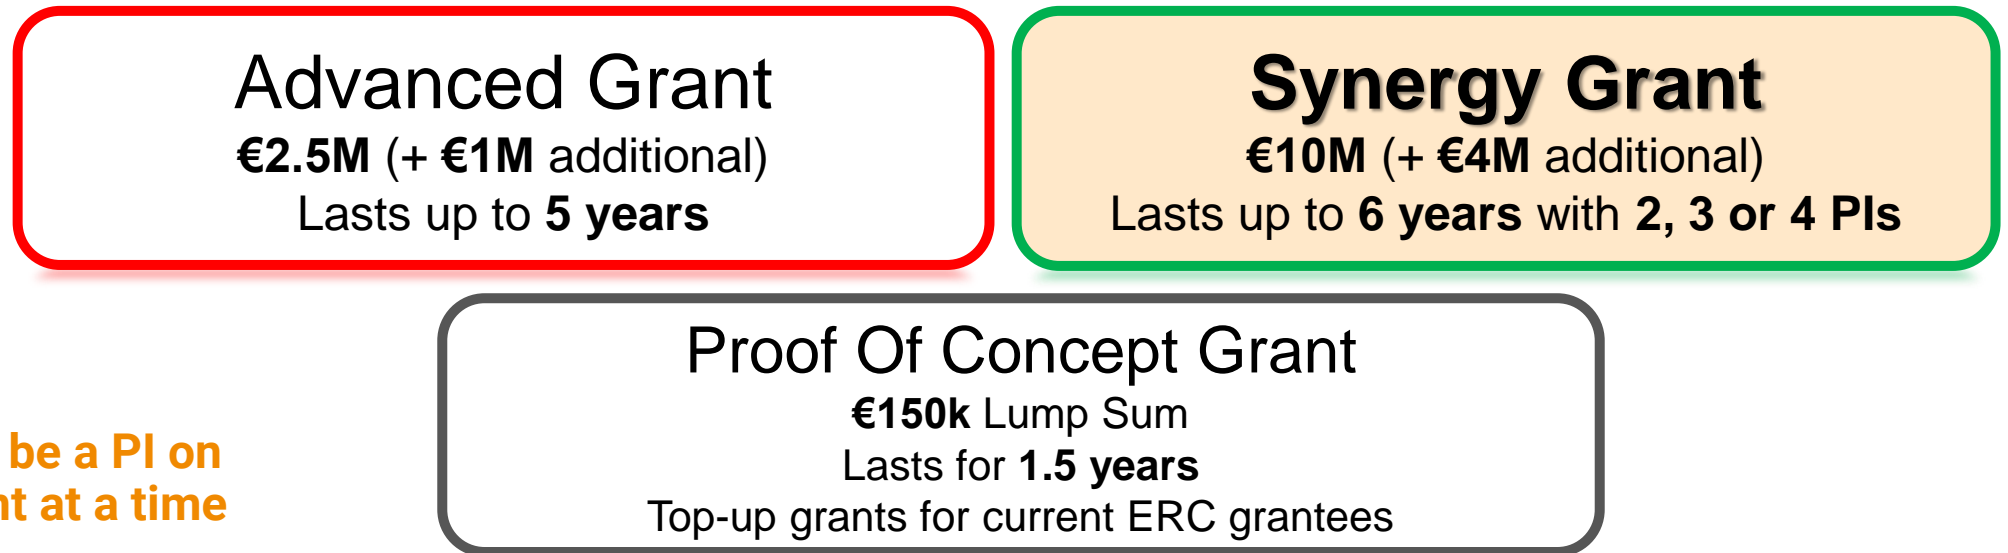 Advanced Grant
€2.5M (+ €1M additional)
Lasts up to 5 years
Synergy Grant
€10M (+ €4M additional)
Lasts up to 6 years with 2, 3 or 4 PIs
Proof Of Concept Grant
€150k Lump Sum
Lasts for 1.5 years
Top-up grants for current ERC grantees
be a PI on
at a time